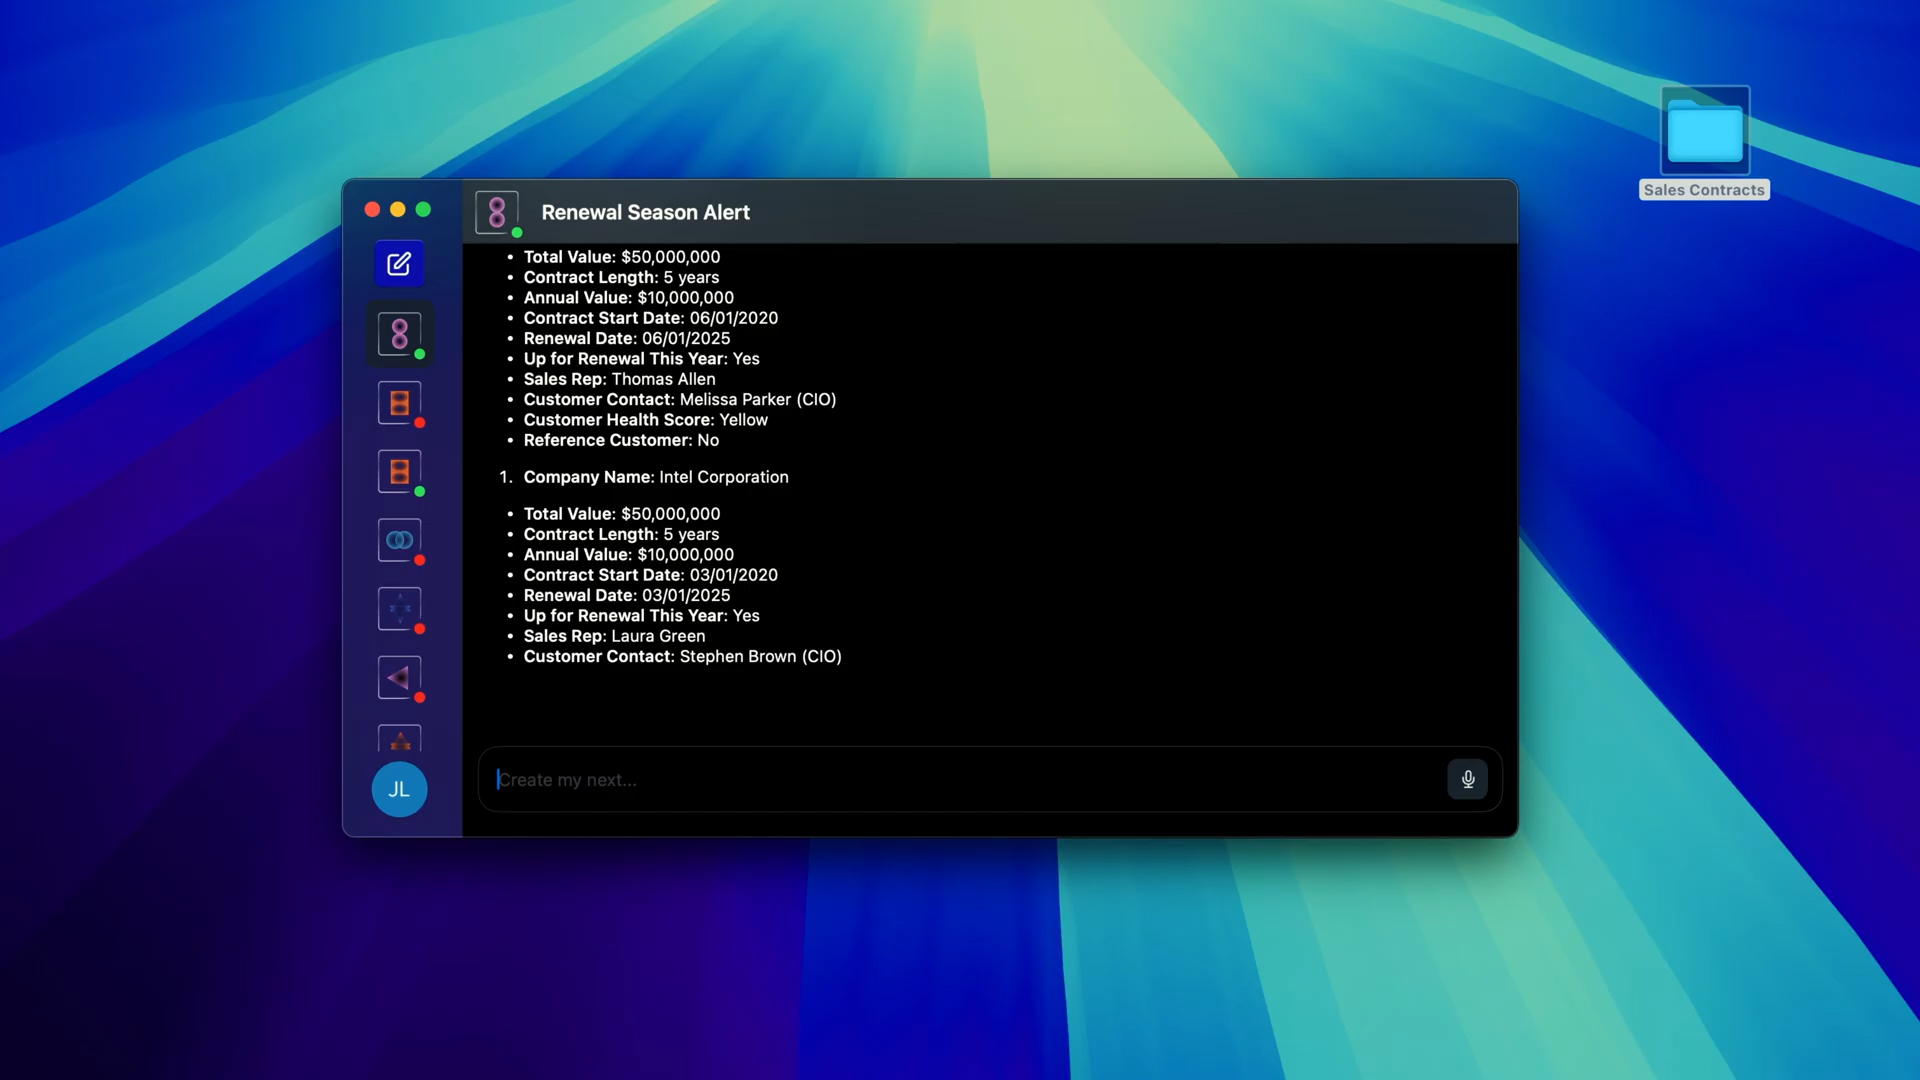 Sales Contracts
Renewal Season Alert
• Total Value: $50,000,000
• Contract Length: 5 years
• Annual Value: $10,000,000
• Contract Start Date: 06/01/2020
• Renewal Date: 06/01/2025
• Up for Renewal This Year: Yes
• Sales Rep: Thomas Allen
• Customer Contact: Melissa Parker (CIO)
• Customer Health Score: Yellow
• Reference Customer: No
1. Company Name: Intel Corporation
• Total Value: $50,000,000
• Contract Length: 5 years
• Annual Value: $10,000,000
• Contract Start Date: 03/01/2020
• Renewal Date: 03/01/2025
• Up for Renewal This Year: Yes
• Sales Rep: Laura Green
• Customer Contact: Stephen Brown (CIO)
Create my next...
JL